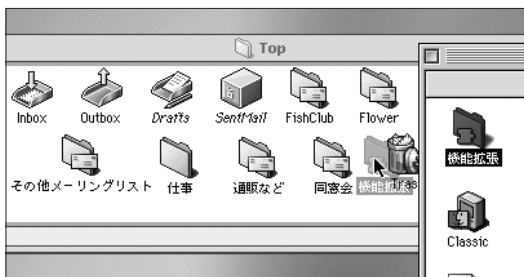 Top
Inbox
Outbox
Drafts
SentMail
FishClub
Flower
その他メーリングリスト
仕事
通販など
同窓会
機能拡張
Tras
機能拡張
Classic